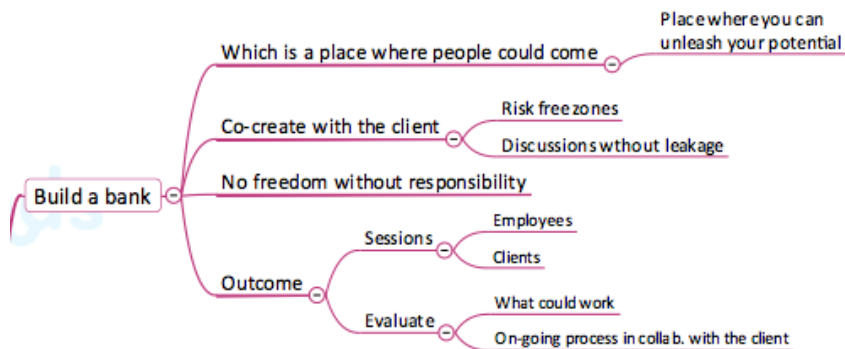 Place where you can
unleash your potential
Which is a place where people could come
Risk free zones
Co-create with the client
Discussions wthout leakage
Build a bank
No freedom without responsibility
Employees
Sessions
Clients
Outcome
What could work
Evaluate
On-going process in collab. with the client